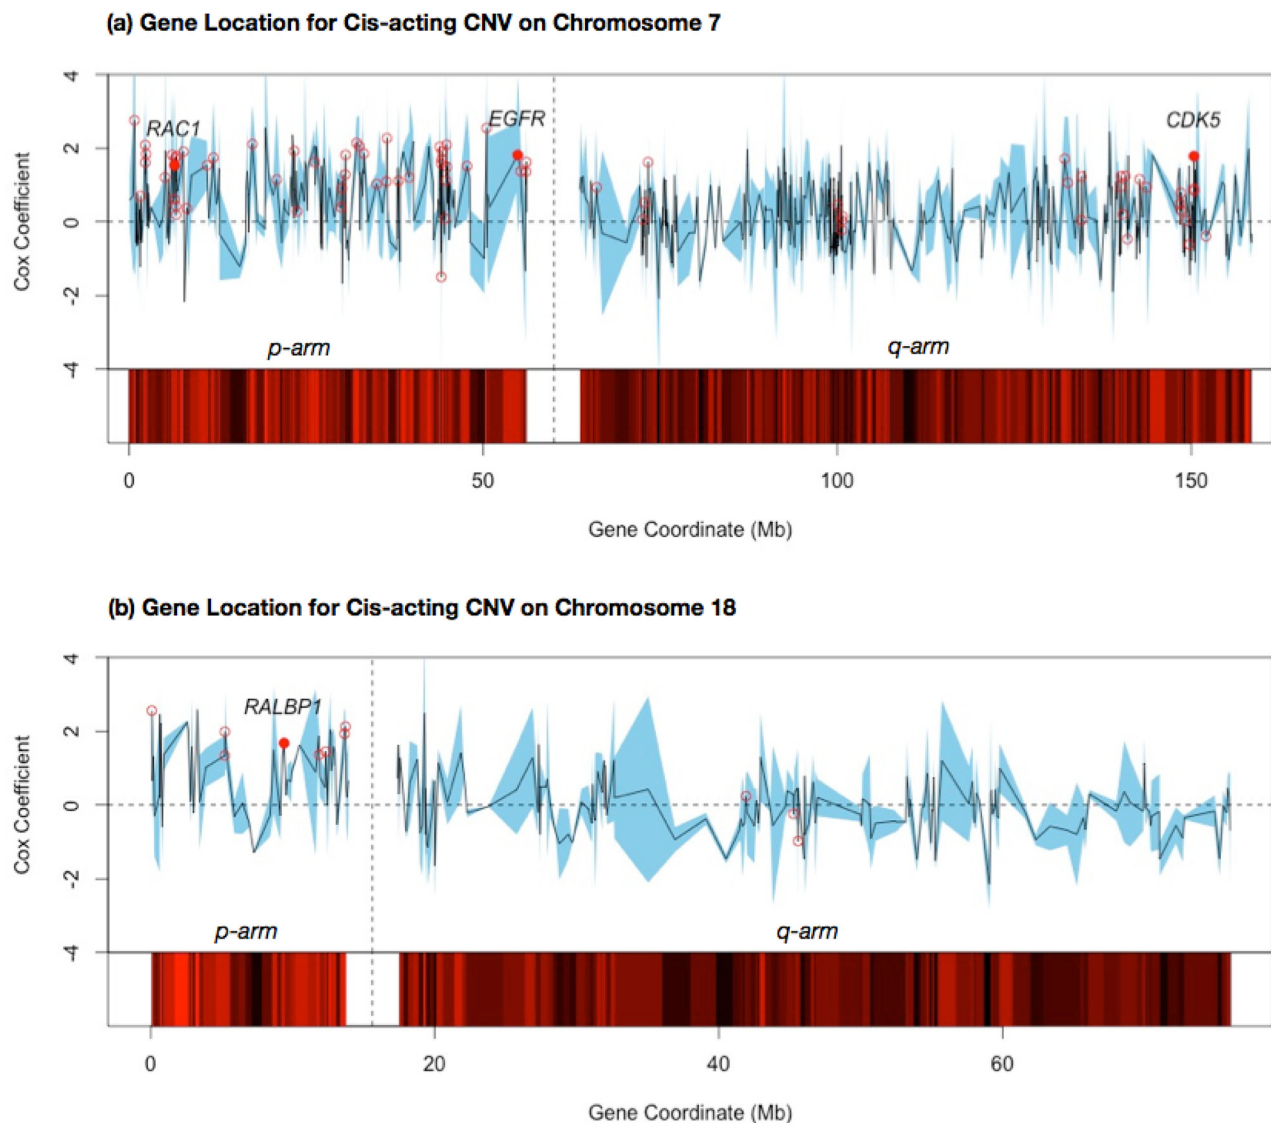 (a) Gene Location for Cis-acting CNV on Chromosome 7
4
2
0
-2
-4
Cox Coefficient
RAC1
EGFR
CDK5
p-arm
q-arm
0
50
100
150
Gene Coordinate (Mb)
(b) Gene Location for Cis-acting CNV on Chromosome 18
4
2
0
-2
-4
Cox Coefficient
RALBP1
p-arm
q-arm
0
20
40
60
Gene Coordinate (Mb)